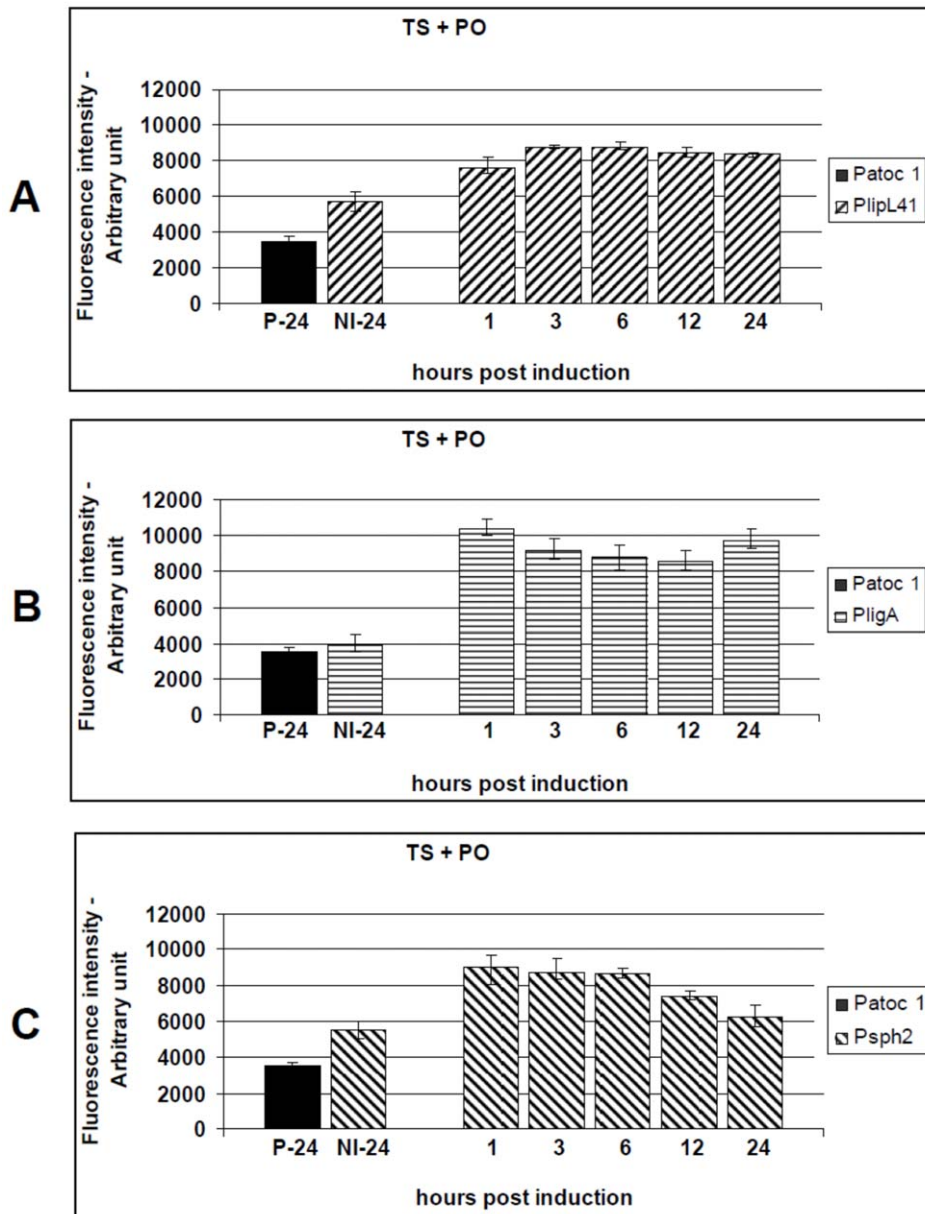 A
TS + PO
Fluorescence intensity -
Arbitrary unit
12000
10000
8000
6000
4000
2000
0
P-24 NI-24 1 3 6 12 24
hours post induction
Patoc 1
PlipL41
B
TS + PO
Fluorescence intensity -
Arbitrary unit
12000
10000
8000
6000
4000
2000
0
P-24 NI-24 1 3 6 12 24
hours post induction
Patoc 1
PligA
C
TS + PO
Fluorescence intensity -
Arbitrary unit
12000
10000
8000
6000
4000
2000
0
P-24 NI-24 1 3 6 12 24
hours post induction
Patoc 1
Psph2